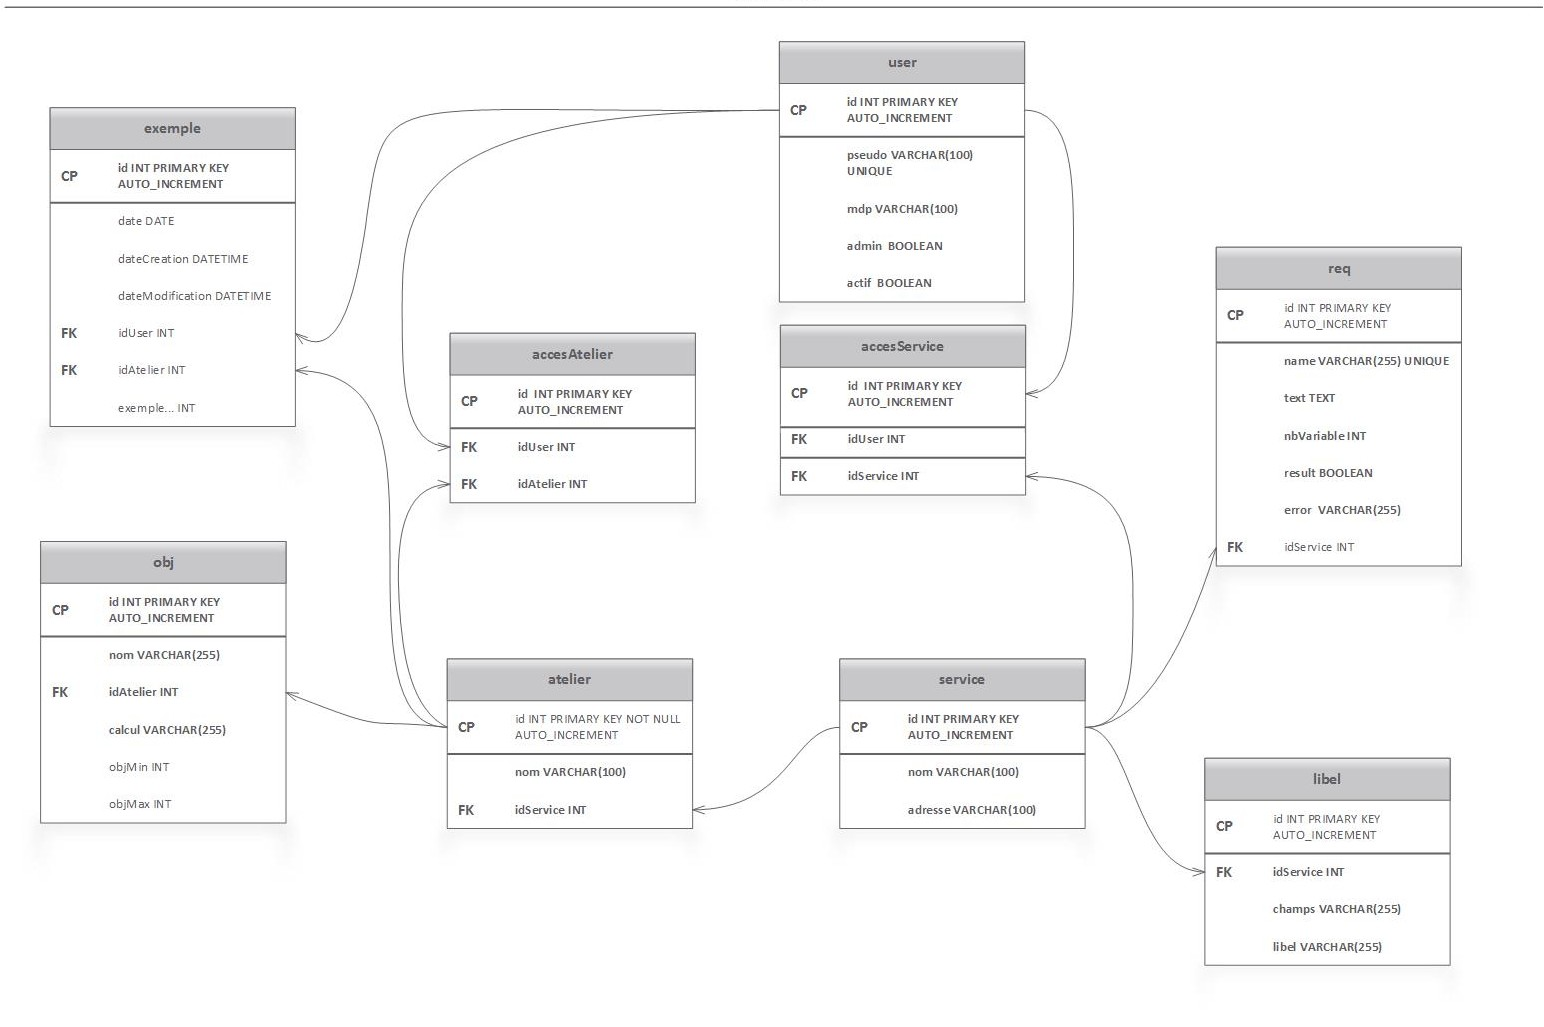 user
CP
id INT PRIMARY KEY
AUTO_INCREMENT
pseudo VARCHAR(100)
UNIQUE
mdp VARCHAR(100)
admin  BOOLEAN
actif  BOOLEAN
exemple
CP
id INT PRIMARY KEY
AUTO_INCREMENT
date DATE
dateCreation DATETIME
dateModification DATETIME
FK idUser INT
FK idAtelier INT
exemple... INT
accesAtelier
CP
id  INT PRIMARY KEY
AUTO_INCREMENT
FK idUser INT
FK idAtelier INT
accesService
CP
id  INT PRIMARY KEY
AUTO_INCREMENT
FK idUser INT
FK idService INT
req
CP
id INT PRIMARY KEY
AUTO_INCREMENT
name VARCHAR(255) UNIQUE
text TEXT
nbVariable INT
result BOOLEAN
error  VARCHAR(255)
FK idService INT
obj
CP
id INT PRIMARY KEY
AUTO_INCREMENT
nom VARCHAR(255)
FK idAtelier INT
calcul VARCHAR(255)
objMin INT
objMax INT
atelier
CP
id INT PRIMARY KEY NOT NULL
AUTO_INCREMENT
nom VARCHAR(100)
FK idService INT
service
CP
id INT PRIMARY KEY
AUTO_INCREMENT
nom VARCHAR(100)
adresse VARCHAR(100)
libel
CP
id INT PRIMARY KEY
AUTO_INCREMENT
FK idService INT
champs VARCHAR(255)
libel VARCHAR(255)